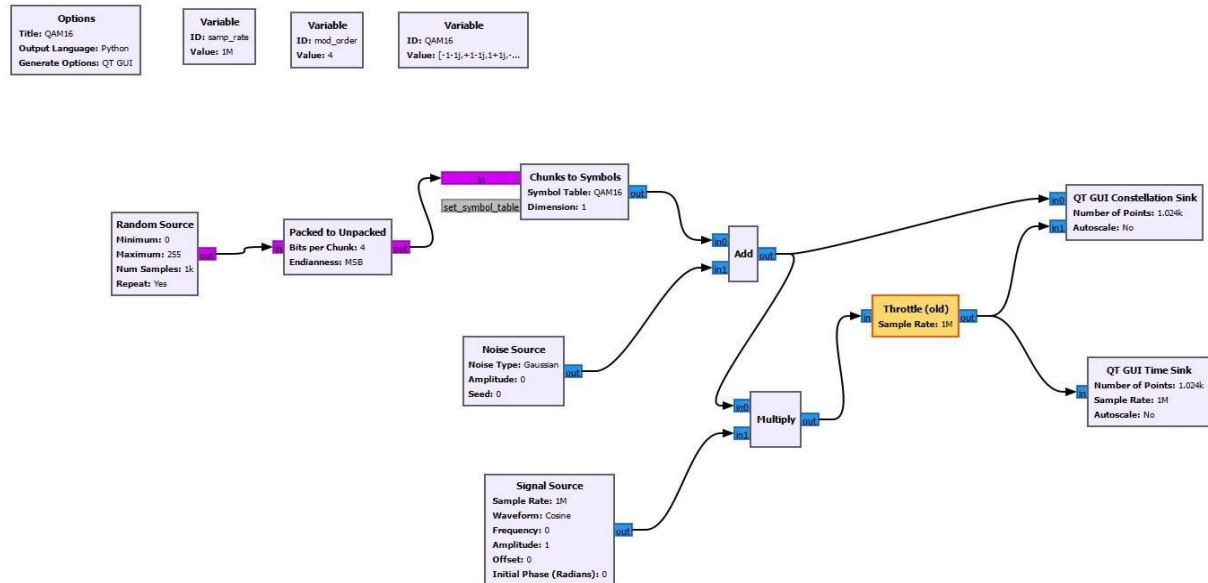 Options
Title: QAM16
Output Language: Python
Generate Options: QT GUI
Variable
ID: samp_rate
Value: 1M
Variable
ID: mod_order
Value: 4
Variable
ID: QAM16
Value: [-1-1j,+1-1j,1+1j,-...
in
set_symbol_table
Chunks to Symbols
Symbol Table: QAM16
Dimension: 1
out
Random Source
Minimum: 0
Maximum: 255
Num Samples: 1k
Repeat: Yes
out
in
Packed to Unpacked
Bits per Chunk: 4
Endianness: MSB
out
in0
in1
Add
out
in0
in1
QT GUI Constellation Sink
Number of Points: 1.024k
Autoscale: No
in
Throttle (old)
Sample Rate: 1M
out
Noise Source
Noise Type: Gaussian
Amplitude: 0
Seed: 0
out
in0
in1
Multiply
out
in
QT GUI Time Sink
Number of Points: 1.024k
Sample Rate: 1M
Autoscale: No
Signal Source
Sample Rate: 1M
Waveform: Cosine
Frequency: 0
Amplitude: 1
Offset: 0
Initial Phase (Radians): 0
out